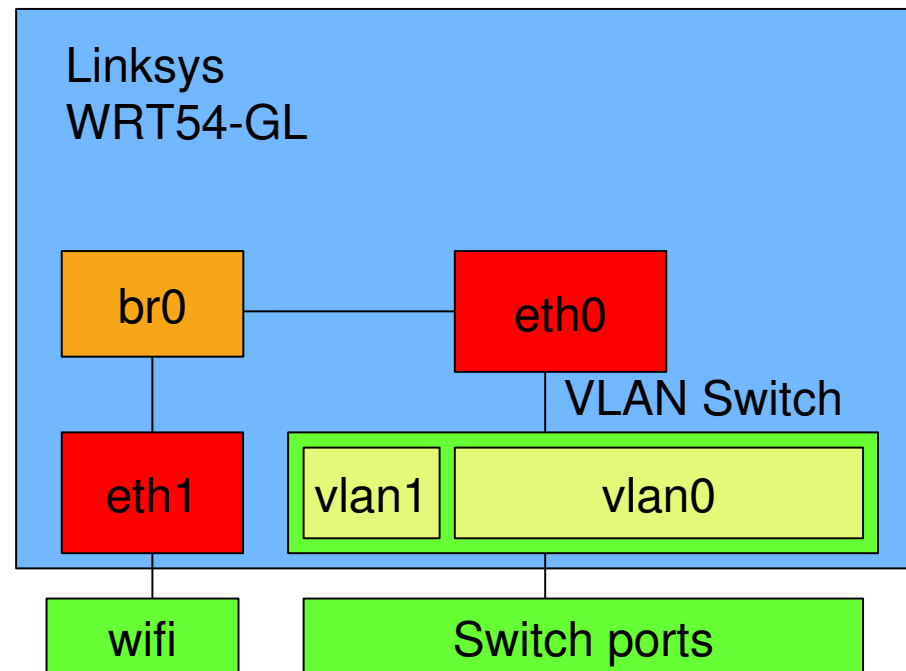 Linksys
WRT54-GL
br0
eth0
VLAN Switch
eth1
vlan1
vlan0
wifi
Switch ports